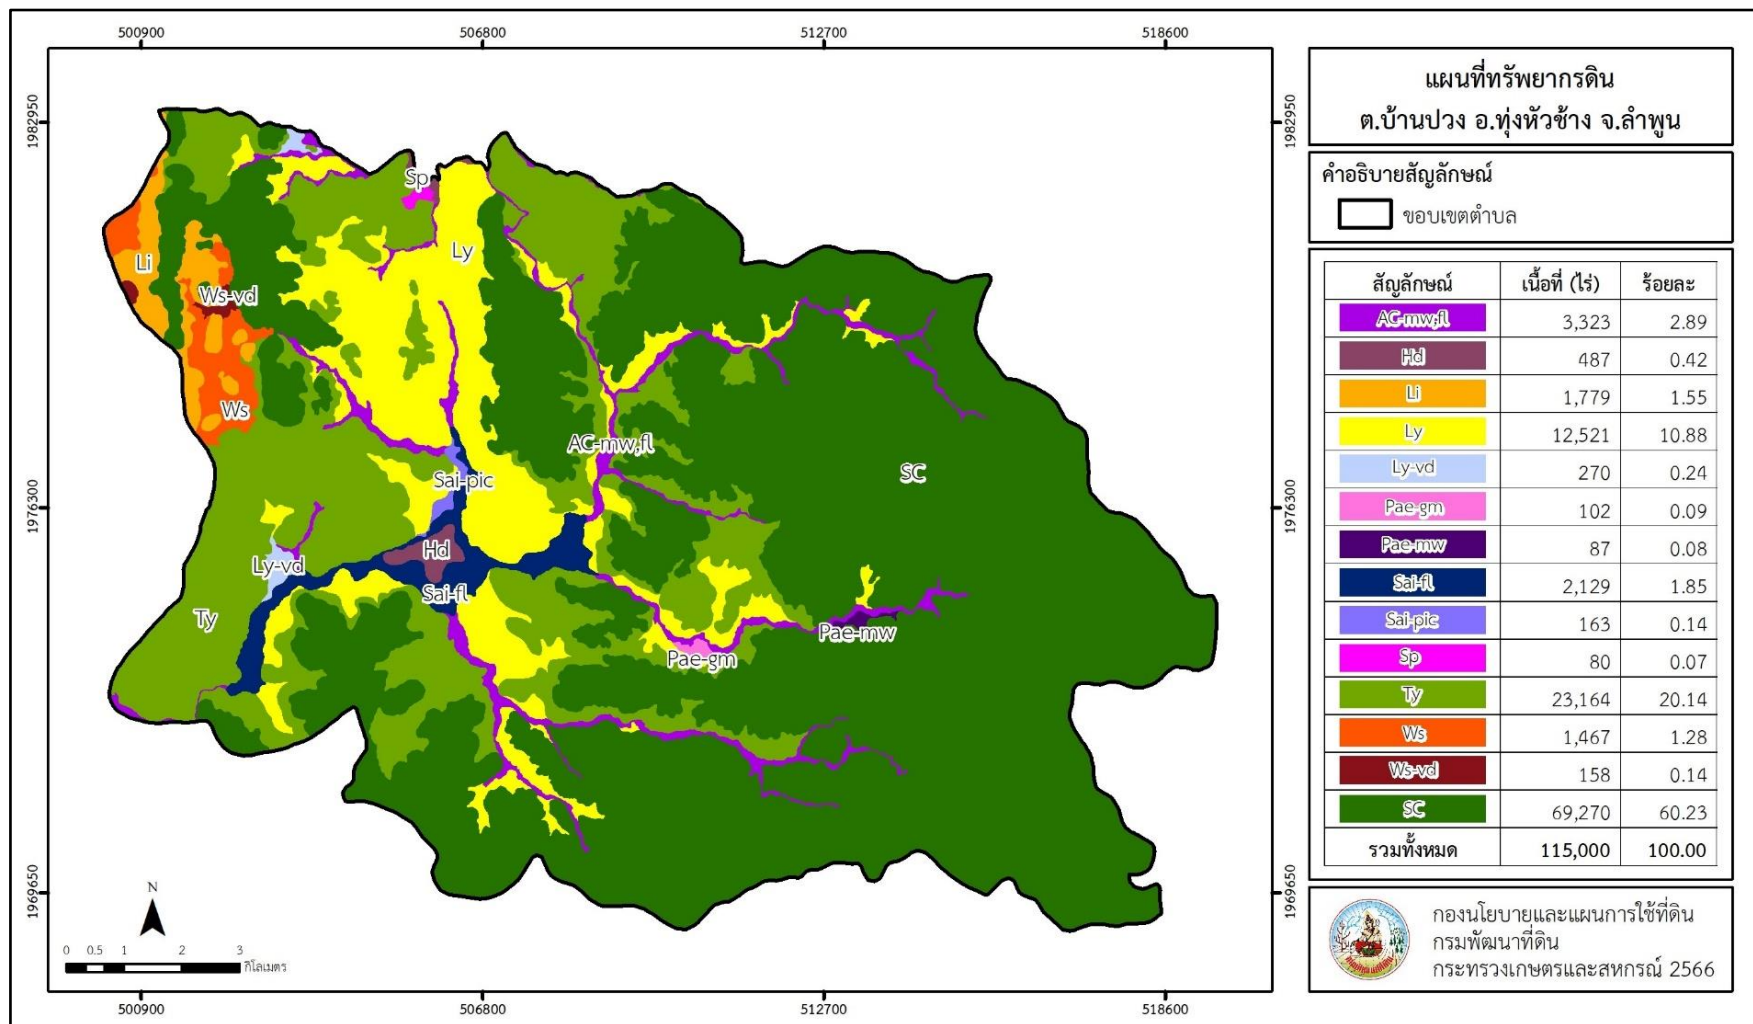 500900 506800 512700 518600
1982950 1982950
1976300 1976300
1969650 1969650
Sp
Ly
Li
Ws-vd
Ws
AC-mw,fl
SC
Sai-pic
Hd
Ly-vd
Sai-fl
Ty
Pae-mw
Pae-gm
N
0 0.5 1 2 3
กิโลเมตร
500900 506800 512700 518600
แผนที่ทรัพยากรดิน
ต.บ้านปวง อ.ทุ่งหัวช้าง จ.ลำพูน
คำอธิบายสัญลักษณ์
ขอบเขตตำบล
สัญลักษณ์ เนื้อที่ (ไร่) ร้อยละ
AC-mw,fl 3,323 2.89
Hd 487 0.42
Li 1,779 1.55
Ly 12,521 10.88
Ly-vd 270 0.24
Pae-gm 102 0.09
Pae-mw 87 0.08
Sai-fl 2,129 1.85
Sai-pic 163 0.14
Sp 80 0.07
Ty 23,164 20.14
Ws 1,467 1.28
Ws-vd 158 0.14
SC 69,270 60.23
รวมทั้งหมด 115,000 100.00
กองนโยบายและแผนการใช้ที่ดิน
กรมพัฒนาที่ดิน
กระทรวงเกษตรและสหกรณ์ 2566